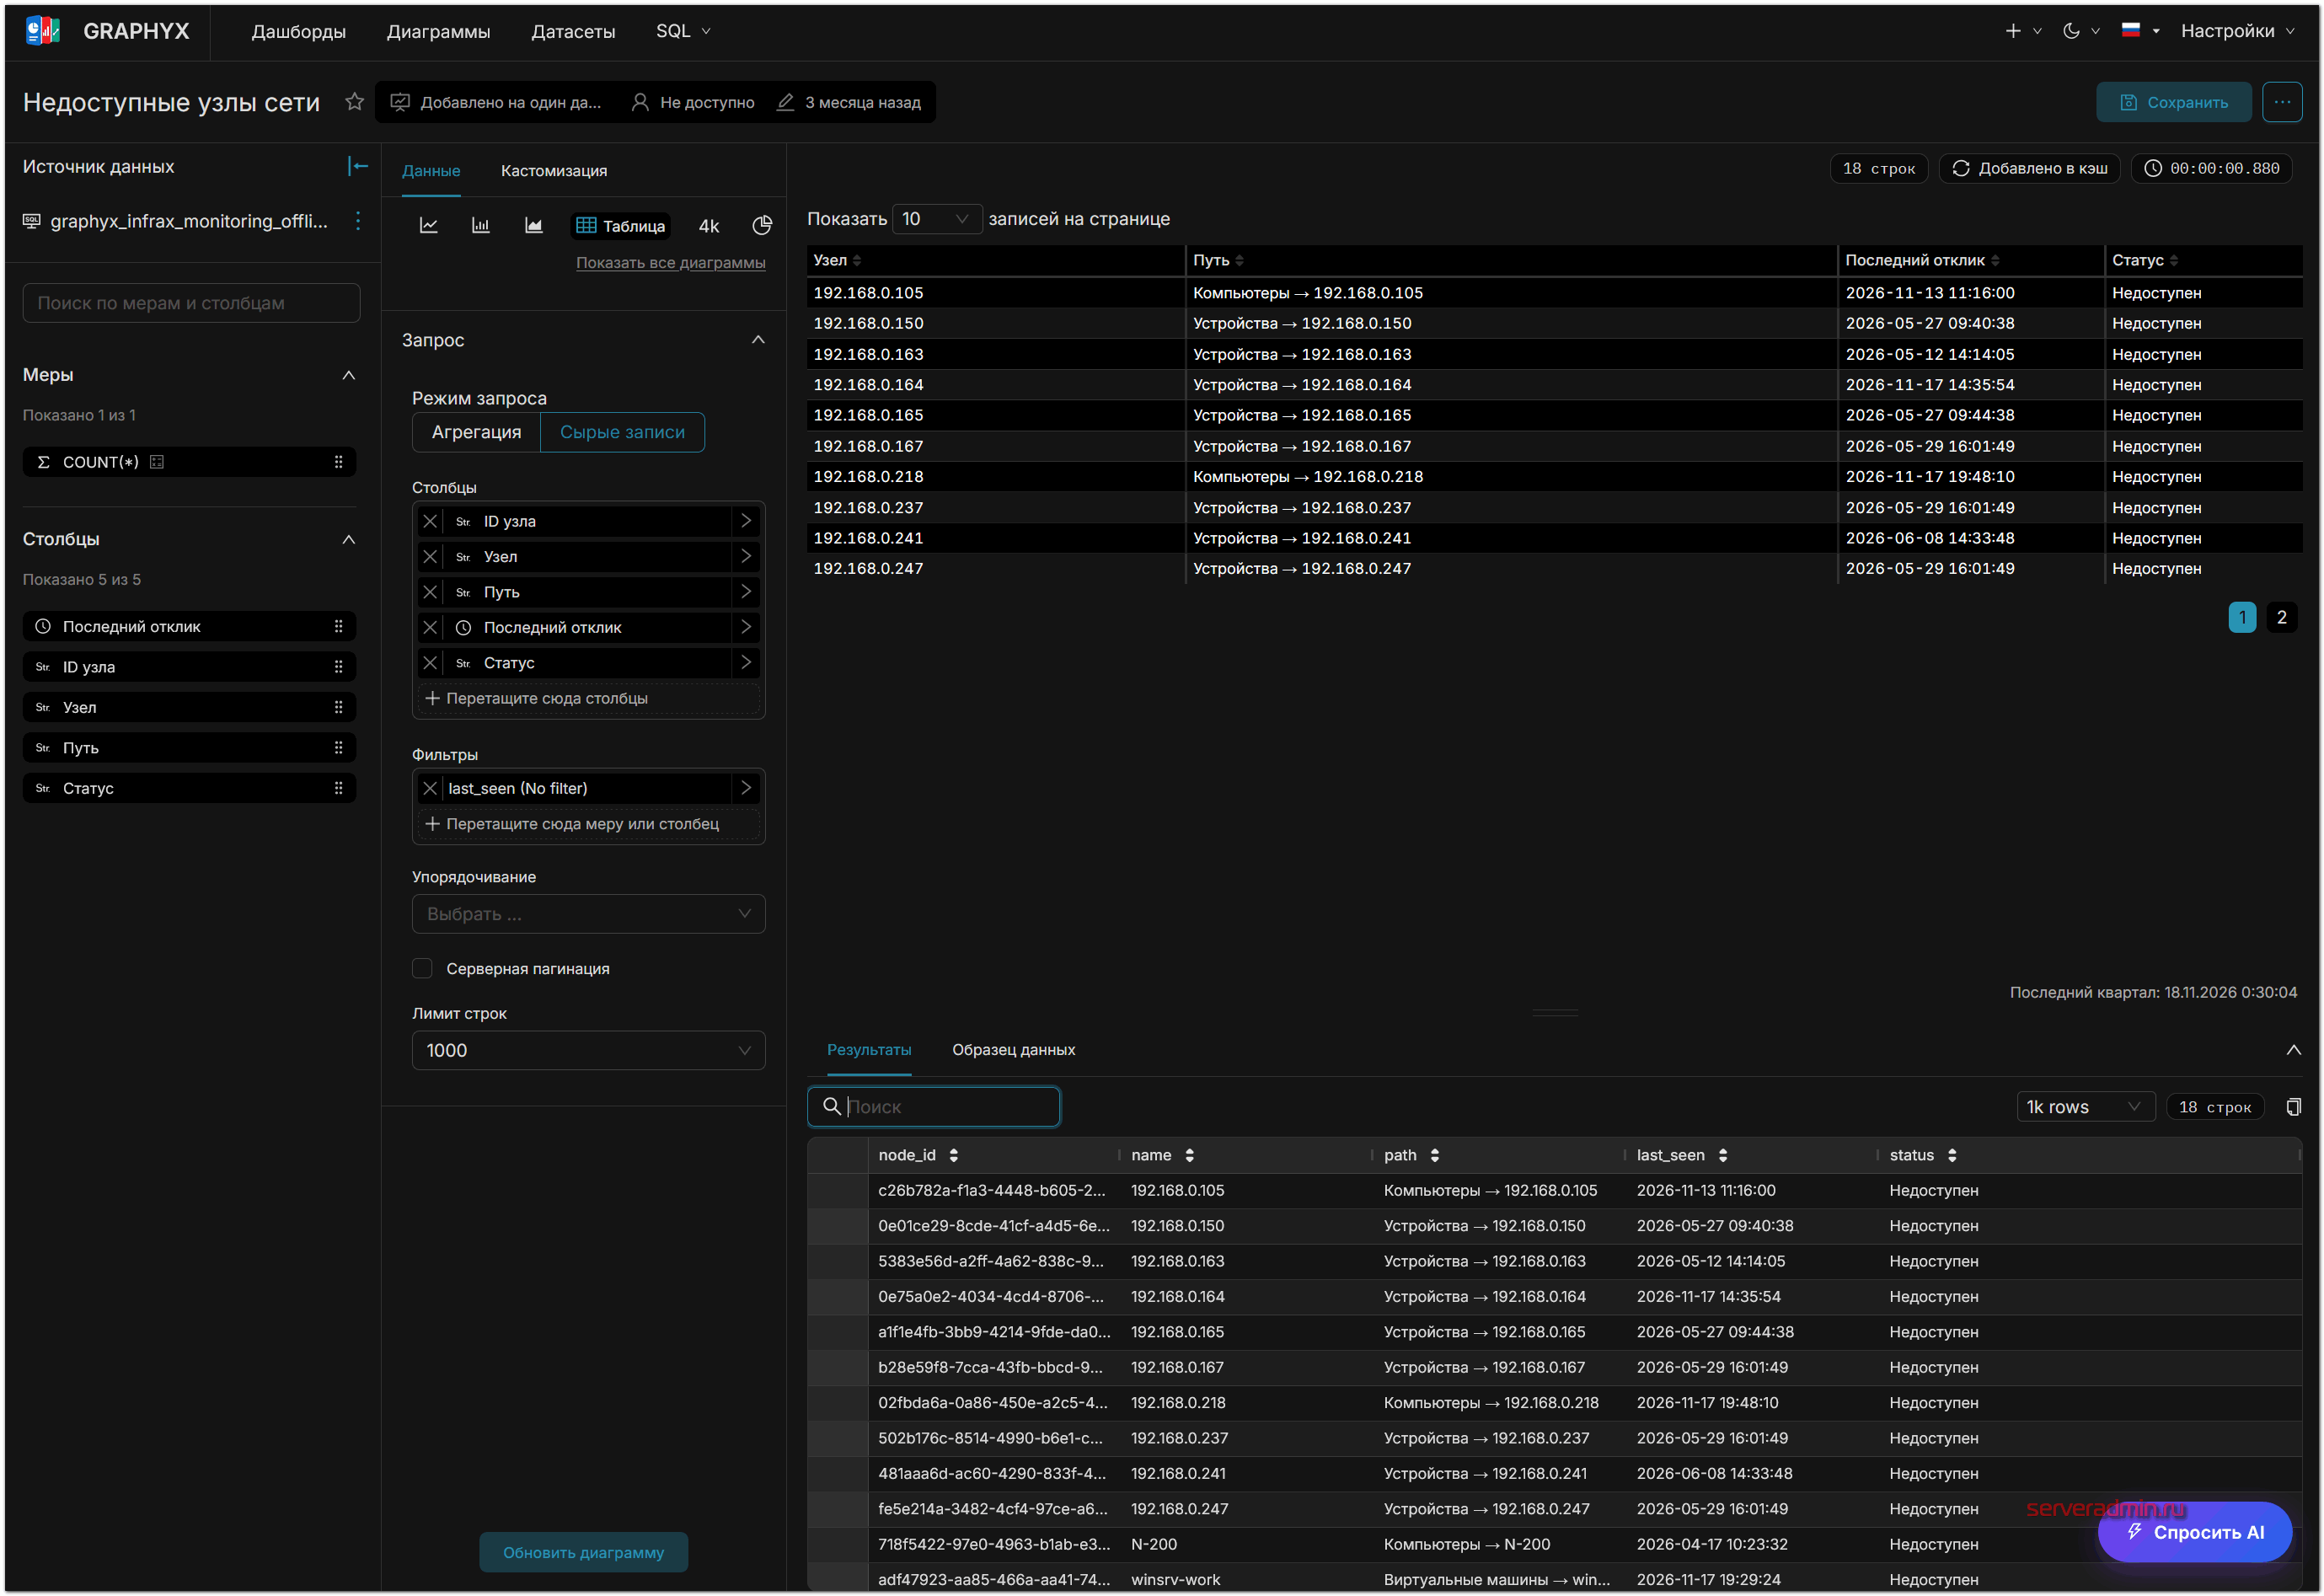 GRAPHYX Дашборды Диаграммы Датасеты SQL Настройки
Недоступные узлы сети Добавлено на один да... Не доступно 3 месяца назад Сохранить ...
Источник данных
graphyx_infrax_monitoring_offli...
Поиск по мерам и столбцам
Меры
Показано 1 из 1
COUNT(*)
Столбцы
Показано 5 из 5
Последний отклик
Str. ID узла
Str. Узел
Str. Путь
Str. Статус
Данные Кастомизация
Таблица 4k
Показать все диаграммы
Запрос
Режим запроса
Агрегация Сырые записи
Столбцы
Str. ID узла
Str. Узел
Str. Путь
Последний отклик
Str. Статус
Перетащите сюда столбцы
Фильтры
last_seen (No filter)
Перетащите сюда меру или столбец
Упорядочивание
Выбрать ...
Серверная пагинация
Лимит строк
1000
Обновить диаграмму
18 строк Добавлено в кэш 00:00:00.880
Показать 10 записей на странице
Узел Путь Последний отклик Статус
192.168.0.105 Компьютеры → 192.168.0.105 2026-11-13 11:16:00 Недоступен
192.168.0.150 Устройства → 192.168.0.150 2026-05-27 09:40:38 Недоступен
192.168.0.163 Устройства → 192.168.0.163 2026-05-12 14:14:05 Недоступен
192.168.0.164 Устройства → 192.168.0.164 2026-11-17 14:35:54 Недоступен
192.168.0.165 Устройства → 192.168.0.165 2026-05-27 09:44:38 Недоступен
192.168.0.167 Устройства → 192.168.0.167 2026-05-29 16:01:49 Недоступен
192.168.0.218 Компьютеры → 192.168.0.218 2026-11-17 19:48:10 Недоступен
192.168.0.237 Устройства → 192.168.0.237 2026-05-29 16:01:49 Недоступен
192.168.0.241 Устройства → 192.168.0.241 2026-06-08 14:33:48 Недоступен
192.168.0.247 Устройства → 192.168.0.247 2026-05-29 16:01:49 Недоступен
1 2
Последний квартал: 18.11.2026 0:30:04
Результаты Образец данных
Поиск 1k rows 18 строк
node_id name path last_seen status
c26b782a-f1a3-4448-b605-2... 192.168.0.105 Компьютеры → 192.168.0.105 2026-11-13 11:16:00 Недоступен
0e01ce29-8cde-41cf-a4d5-6e... 192.168.0.150 Устройства → 192.168.0.150 2026-05-27 09:40:38 Недоступен
5383e56d-a2ff-4a62-838c-9... 192.168.0.163 Устройства → 192.168.0.163 2026-05-12 14:14:05 Недоступен
0e75a0e2-4034-4cd4-8706-... 192.168.0.164 Устройства → 192.168.0.164 2026-11-17 14:35:54 Недоступен
a1f1e4fb-3bb9-4214-9fde-da0... 192.168.0.165 Устройства → 192.168.0.165 2026-05-27 09:44:38 Недоступен
b28e59f8-7cca-43fb-bbcd-9... 192.168.0.167 Устройства → 192.168.0.167 2026-05-29 16:01:49 Недоступен
02fbda6a-0a86-450e-a2c5-4... 192.168.0.218 Компьютеры → 192.168.0.218 2026-11-17 19:48:10 Недоступен
502b176c-8514-4990-b6e1-c... 192.168.0.237 Устройства → 192.168.0.237 2026-05-29 16:01:49 Недоступен
481aaa6d-ac60-4290-833f-4... 192.168.0.241 Устройства → 192.168.0.241 2026-06-08 14:33:48 Недоступен
fe5e214a-3482-4cf4-97ce-a6... 192.168.0.247 Устройства → 192.168.0.247 2026-05-29 16:01:49 Недоступен
718f5422-97e0-4963-b1ab-e3... N-200 Компьютеры → N-200 2026-04-17 10:23:32 Недоступен
adf47923-aa85-466a-aa41-74... winsrv-work Виртуальные машины → win... 2026-11-17 19:29:24 Недоступен
serveradmin.ru
Спросить AI